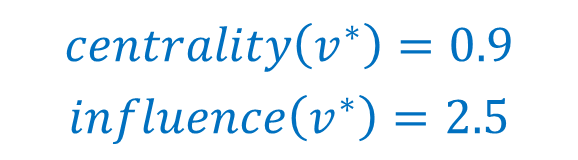 centrality(v*) = 0.9
influence(v*) = 2.5